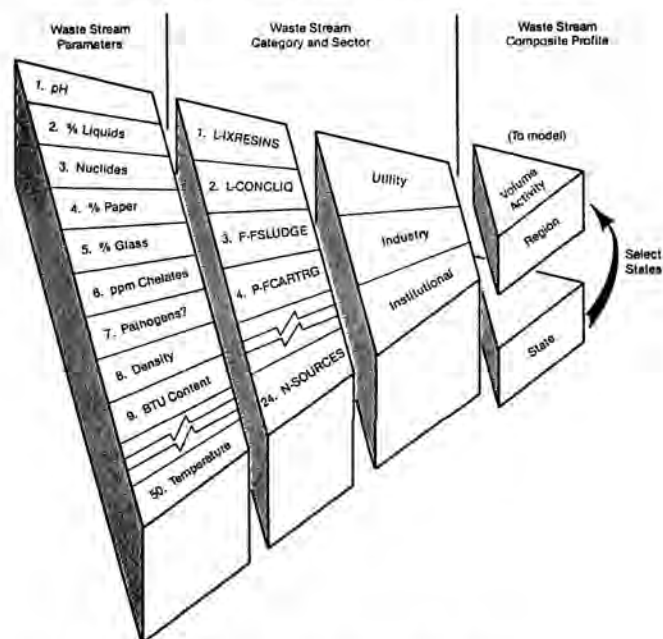 Waste Stream
Parameters
Waste Stream
Category and Sector
Waste Stream
Composite Profile
1. pH
2. % Liquids
3. Nuclides
4. % Paper
5. % Glass
6. ppm Chelates
7. Pathogens?
8. Density
9. BTU Content
50. Temperature
1. L-IXRESINS
2. L-CONCLIQ
3. F-FSLUDGE
4. P-FCARTRG
24. N-SOURCES
Utility
Industry
Institutional
(To model)
Volume
Activity
Region
State
Select
States